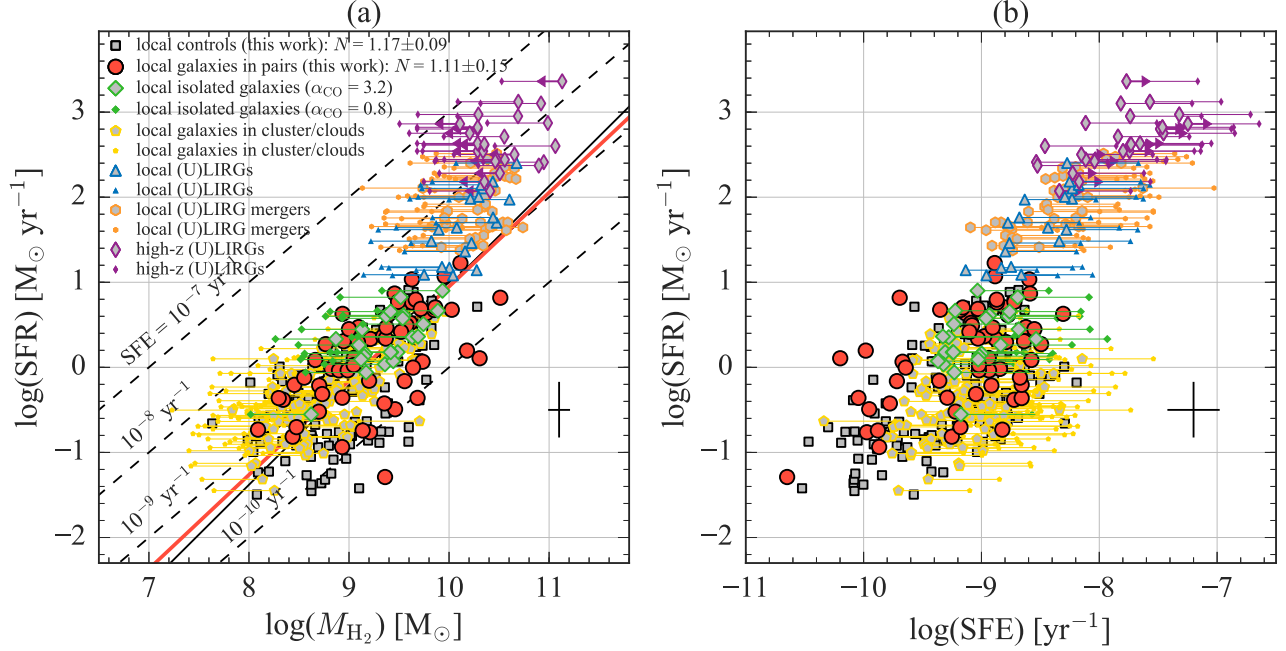 (a)
(b)
local controls (this work): N = 1.17±0.09
local galaxies in pairs (this work): N = 1.11±0.15
local isolated galaxies (α_CO = 3.2)
local isolated galaxies (α_CO = 0.8)
local galaxies in cluster/clouds
local galaxies in cluster/clouds
local (U)LIRGs
local (U)LIRGs
local (U)LIRG mergers
local (U)LIRG mergers
high-z (U)LIRGs
high-z (U)LIRGs
SFE = 10⁻⁷ yr⁻¹
10⁻⁸ yr⁻¹
10⁻⁹ yr⁻¹
10⁻¹⁰ yr⁻¹
3
2
1
0
−1
−2
log(SFR) [M⊙ yr⁻¹]
7 8 9 10 11
log(M_H₂) [M⊙]
3
2
1
0
−1
−2
log(SFR) [M⊙ yr⁻¹]
−11 −10 −9 −8 −7
log(SFE) [yr⁻¹]